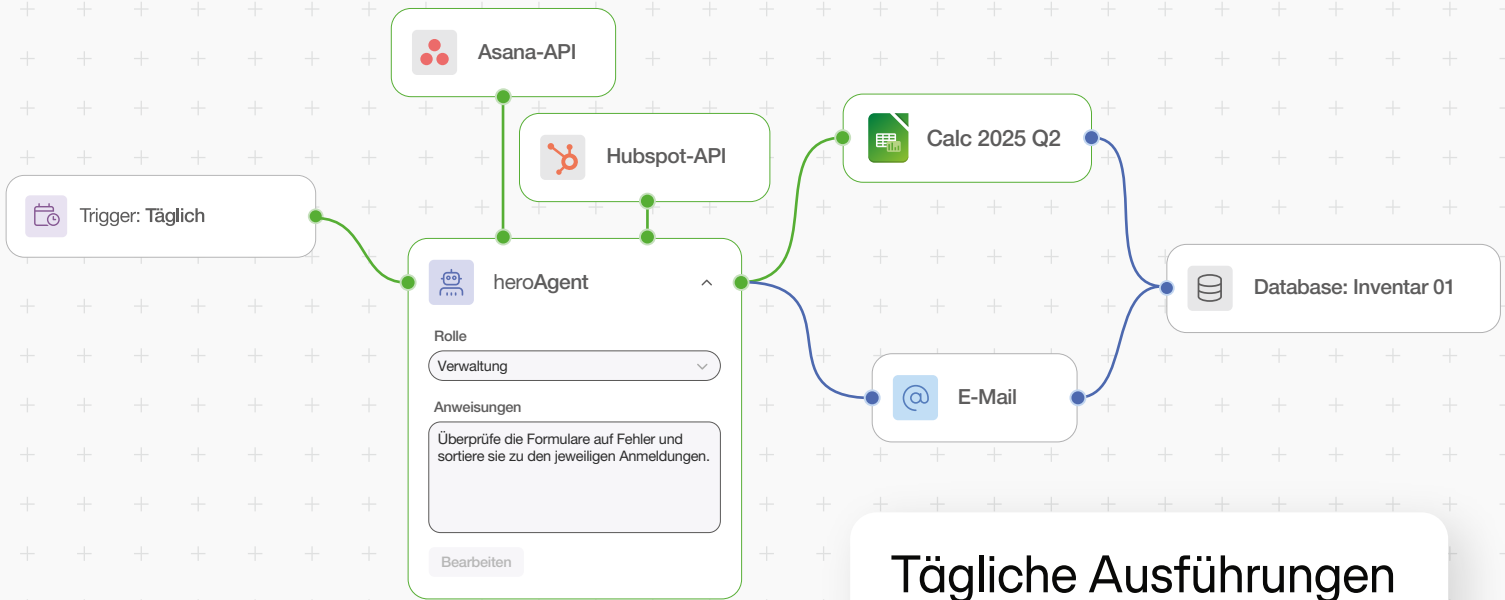 Asana-API
Hubspot-API
Calc 2025 Q2
Trigger: Täglich
heroAgent
Database: Inventar 01
Rolle
Verwaltung
E-Mail
Anweisungen
Überprüfe die Formulare auf Fehler und
sortiere sie zu den jeweiligen Anmeldungen.
Bearbeiten
Tägliche Ausführungen